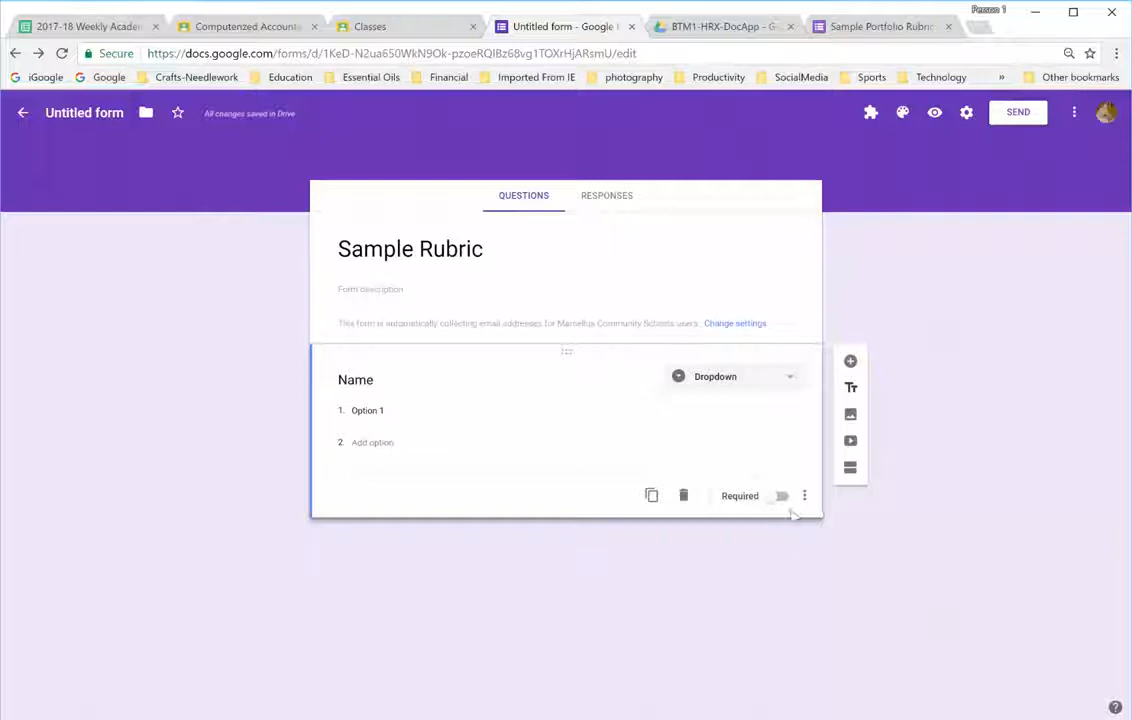 Person 1
2017-18 Weekly Acade
Computerized Account
Classes
Untitled form - Google
BTM1-HRX-DocApp - G
Sample Portfolio Rubric
Secure
https://docs.google.com/forms/d/1KeD-N2ua650WkN9Ok-pzoeRQIBz68vg1TOXrHjARsmU/edit
iGoogle
Google
Crafts-Needlework
Education
Essential Oils
Financial
Imported From IE
photography
Productivity
SocialMedia
Sports
Technology
»
Other bookmarks
Untitled form
All changes saved in Drive
SEND
QUESTIONS
RESPONSES
Sample Rubric
Form description
This form is automatically collecting email addresses for Marcellus Community Schools users. Change settings
Name
Dropdown
1. Option 1
2. Add option
Required